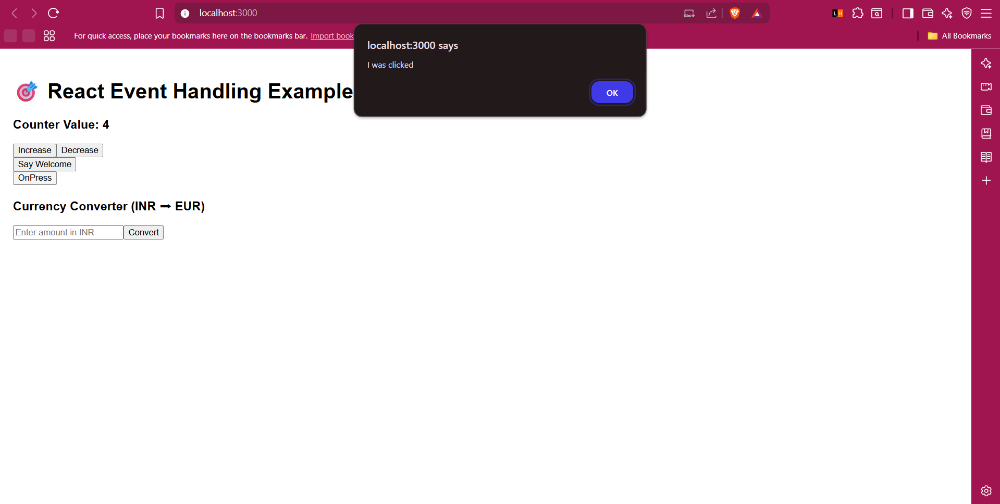 localhost:3000
For quick access, place your bookmarks here on the bookmarks bar. Import book
All Bookmarks
localhost:3000 says
I was clicked
OK
React Event Handling Example
Counter Value: 4
Increase Decrease
Say Welcome
OnPress
Currency Converter (INR ➞ EUR)
Enter amount in INR Convert